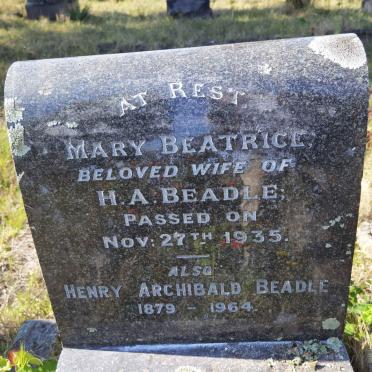 AT REST
MARY BEATRICE,
BELOVED WIFE OF
H.A. BEADLE;
PASSED ON
NOV. 27TH 1935.
ALSO
HENRY ARCHIBALD BEADLE
1879 - 1964.